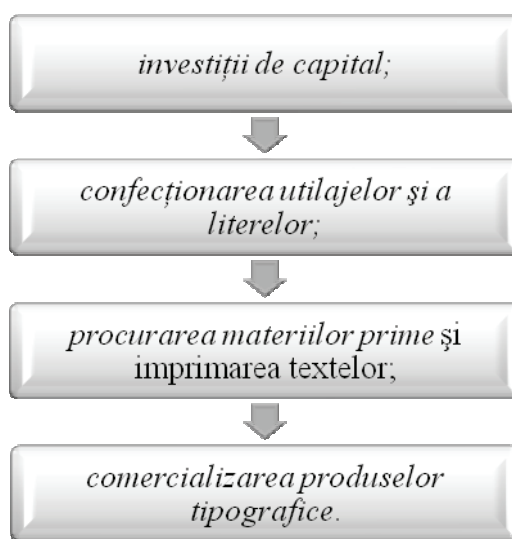 investiții de capital;
confecționarea utilajelor şi a
literelor;
procurarea materiilor prime şi
imprimarea textelor;
comercializarea produselor
tipografice.